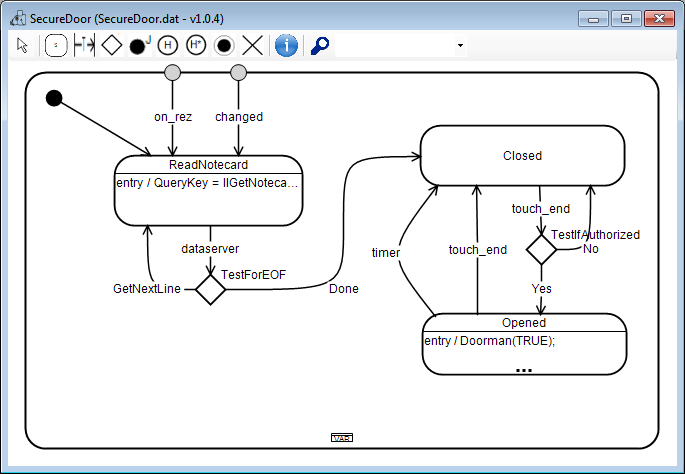 SecureDoor (SecureDoor.dat - v1.0.4)
S
J
H
H*
i
on_rez
changed
ReadNotecard
entry / QueryKey = llGetNoteca...
Closed
touch_end
TestIfAuthorized
No
dataserver
timer
touch_end
TestForEOF
GetNextLine
Done
Yes
Opened
entry / Doorman(TRUE);
...
VAR